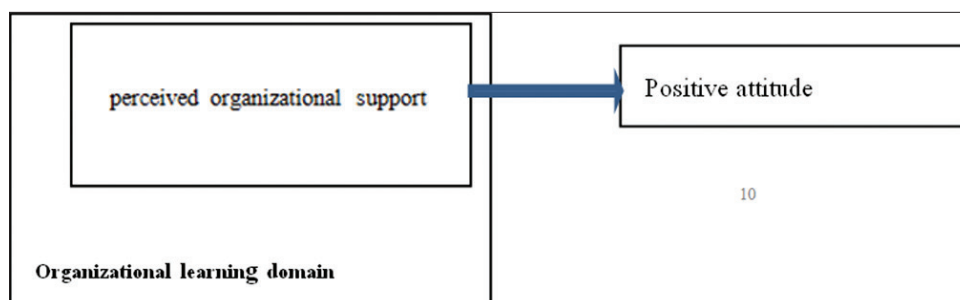 perceived organizational support
Positive attitude
10
Organizational learning domain